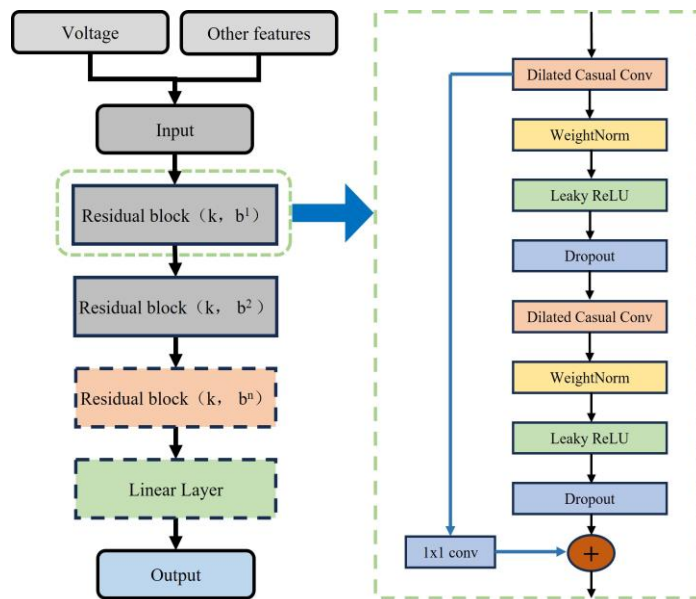 Voltage
Other features
Input
Residual block（k， b¹）
Residual block（k， b²）
Residual block（k， bⁿ）
Linear Layer
Output
Dilated Casual Conv
WeightNorm
Leaky ReLU
Dropout
Dilated Casual Conv
WeightNorm
Leaky ReLU
Dropout
1x1 conv
+